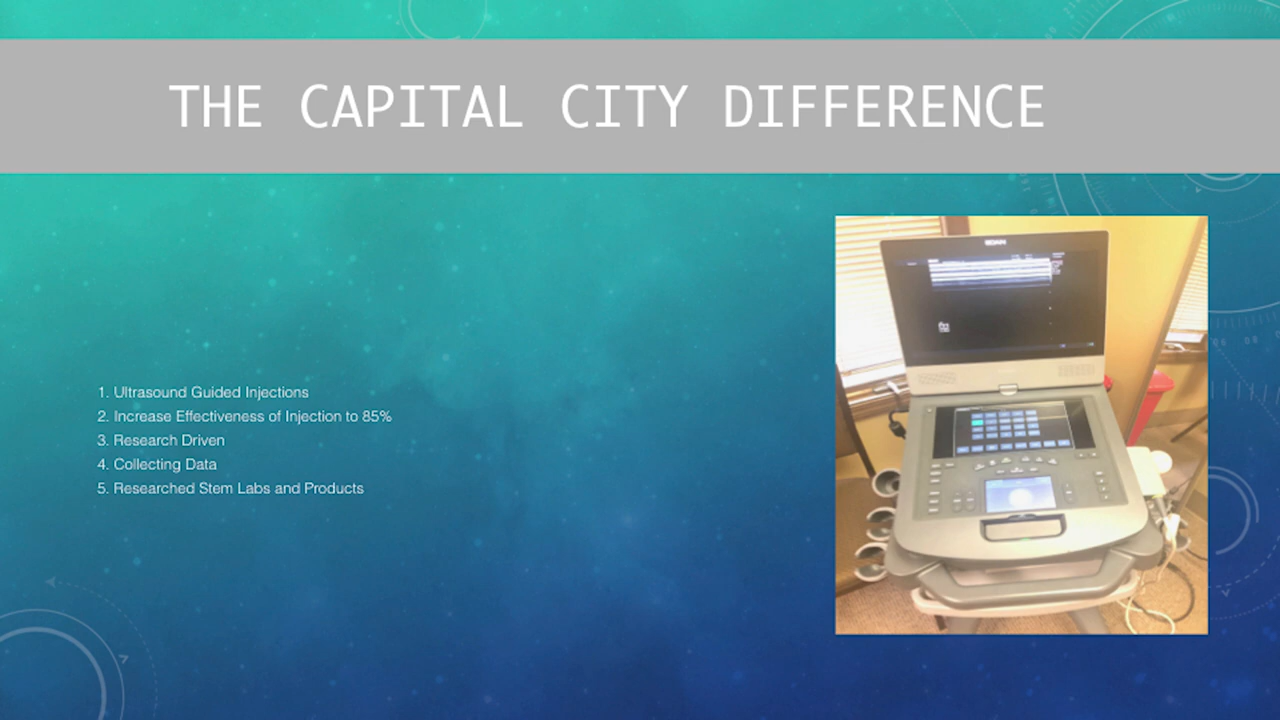 THE CAPITAL CITY DIFFERENCE
EDAN
1. Ultrasound Guided Injections
2. Increase Effectiveness of Injection to 85%
3. Research Driven
4. Collecting Data
5. Researched Stem Labs and Products